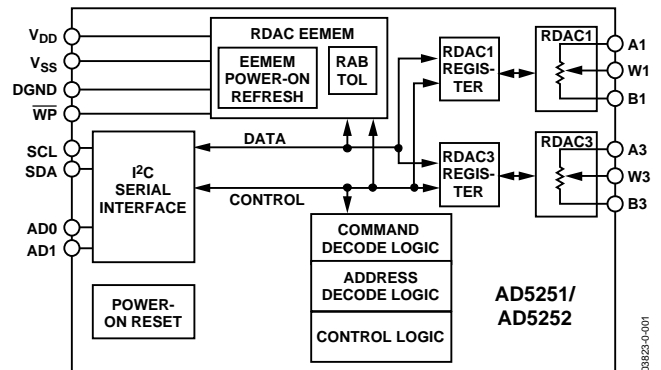 VDD
VSS
DGND
WP
SCL
SDA
AD0
AD1
RDAC EEMEM
EEMEM
POWER-ON
REFRESH
RAB
TOL
DATA
CONTROL
I2C
SERIAL
INTERFACE
POWER-
ON RESET
COMMAND
DECODE LOGIC
ADDRESS
DECODE LOGIC
CONTROL LOGIC
RDAC1
REGIS-
TER
RDAC3
REGIS-
TER
RDAC1
RDAC3
A1
W1
B1
A3
W3
B3
AD5251/
AD5252
03823-0-001